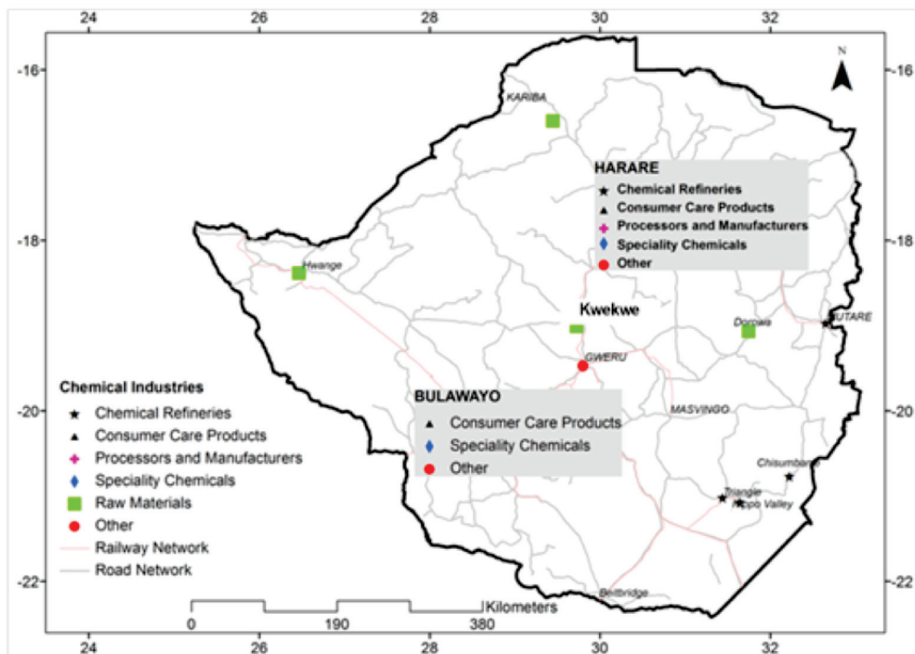 24 26 28 30 32
-16
-18
-20
-22
N
KARIBA
HARARE
Chemical Refineries
Consumer Care Products
Processors and Manufacturers
Speciality Chemicals
Other
Hwange
Kwekwe
Dorowa
GWERU
BULAWAYO
Consumer Care Products
Speciality Chemicals
Other
MASVINGO
Chisumbanje
Triangle
Hippo Valley
Beitbridge
Chemical Industries
Chemical Refineries
Consumer Care Products
Processors and Manufacturers
Speciality Chemicals
Raw Materials
Other
Railway Network
Road Network
Kilometers
0 190 380
-16
-18
-20
-22
24 26 28 30 32